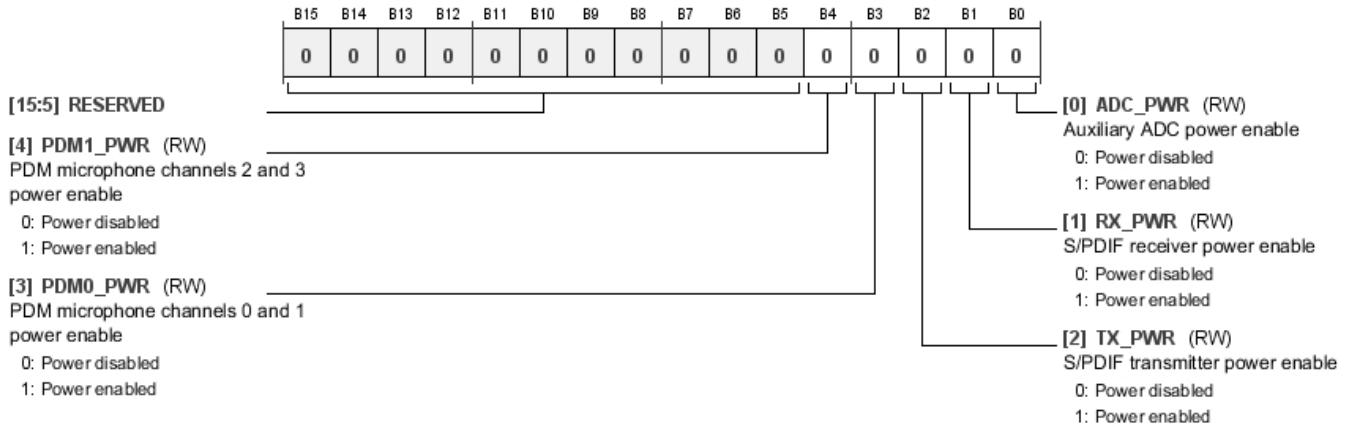 B15 B14 B13 B12 B11 B10 B9 B8 B7 B6 B5 B4 B3 B2 B1 B0
0 0 0 0 0 0 0 0 0 0 0 0 0 0 0 0
[15:5] RESERVED
[4] PDM1_PWR (RW)
PDM microphone channels 2 and 3
power enable
0: Power disabled
1: Power enabled
[3] PDM0_PWR (RW)
PDM microphone channels 0 and 1
power enable
0: Power disabled
1: Power enabled
[0] ADC_PWR (RW)
Auxiliary ADC power enable
0: Power disabled
1: Power enabled
[1] RX_PWR (RW)
S/PDIF receiver power enable
0: Power disabled
1: Power enabled
[2] TX_PWR (RW)
S/PDIF transmitter power enable
0: Power disabled
1: Power enabled